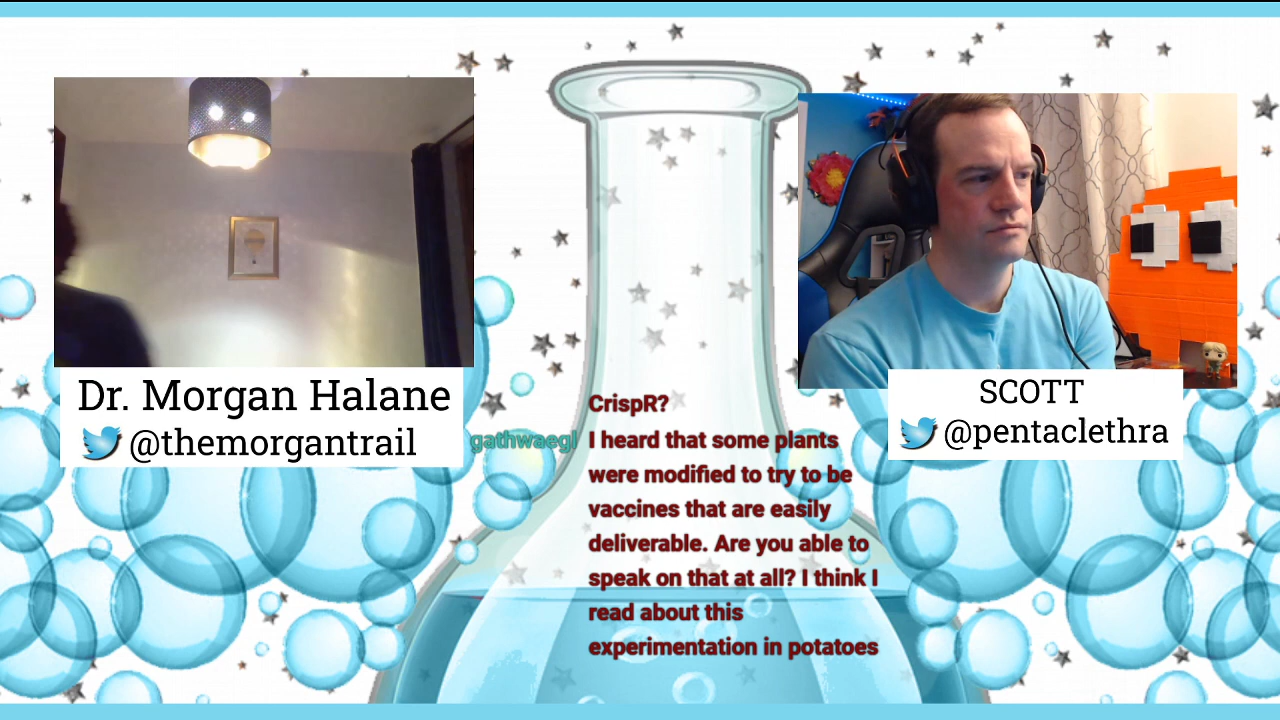 Dr. Morgan Halane
@themorgantrail
SCOTT
@pentaclethra
CrispR?
gathwaegl I heard that some plants
were modified to try to be
vaccines that are easily
deliverable. Are you able to
speak on that at all? I think I
read about this
experimentation in potatoes